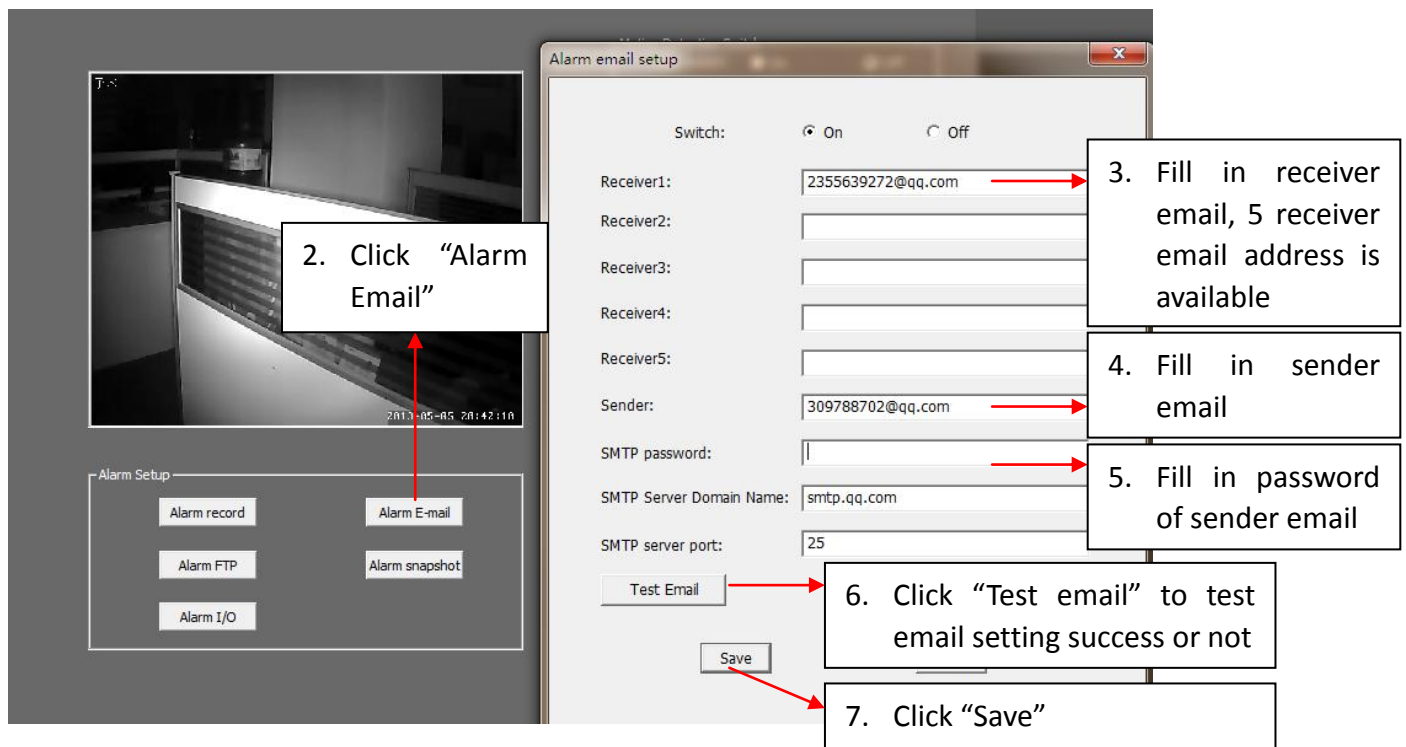 Alarm email setup
Switch:
On
Off
Receiver1:
2355639272@qq.com
Receiver2:
Receiver3:
Receiver4:
Receiver5:
Sender:
309788702@qq.com
SMTP password:
SMTP Server Domain Name:
smtp.qq.com
SMTP server port:
25
Test Email
Save
2013-05-05 20:42:10
Alarm Setup
Alarm record
Alarm E-mail
Alarm FTP
Alarm snapshot
Alarm I/O
2. Click “Alarm
Email”
3. Fill in receiver
email, 5 receiver
email address is
available
4. Fill in sender
email
5. Fill in password
of sender email
6. Click “Test email” to test
email setting success or not
7. Click “Save”